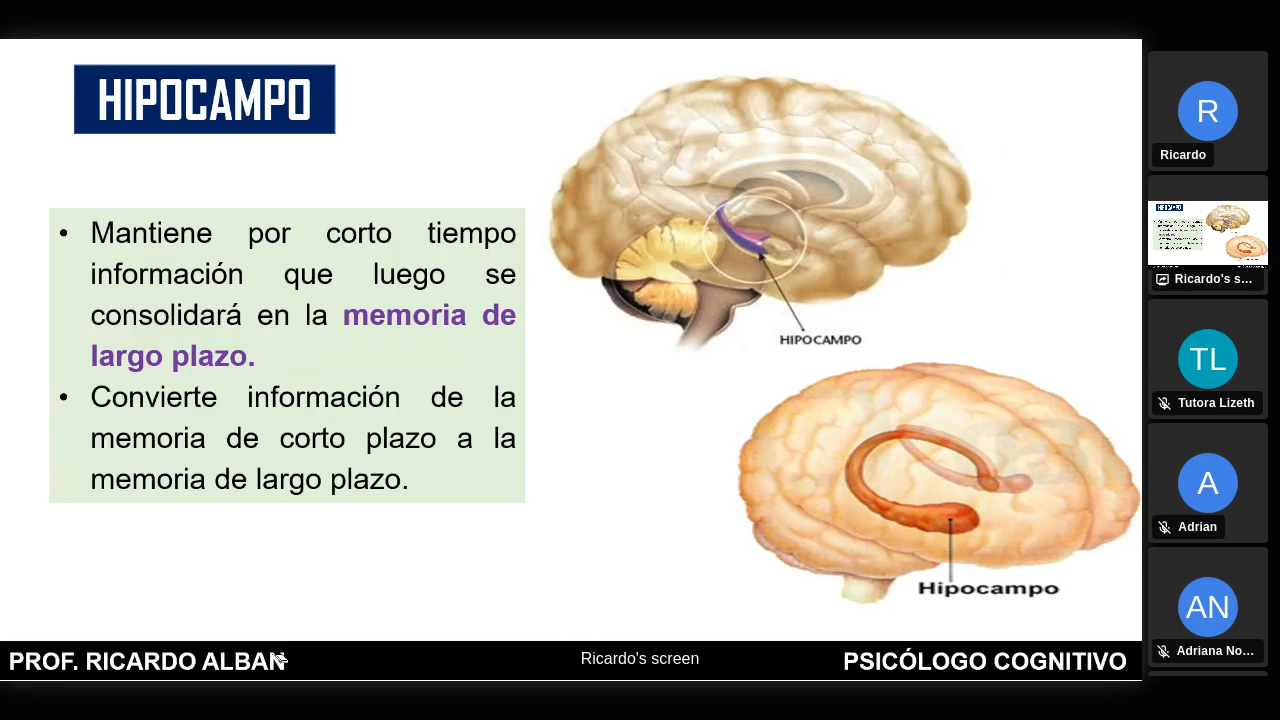 HIPOCAMPO
• Mantiene por corto tiempo
información que luego se
consolidará en la memoria de
largo plazo.
• Convierte información de la
memoria de corto plazo a la
memoria de largo plazo.
HIPOCAMPO
Hipocampo
PROF. RICARDO ALBAN
Ricardo's screen
PSICÓLOGO COGNITIVO
R
Ricardo
Ricardo's s...
TL
Tutora Lizeth
A
Adrian
AN
Adriana No...